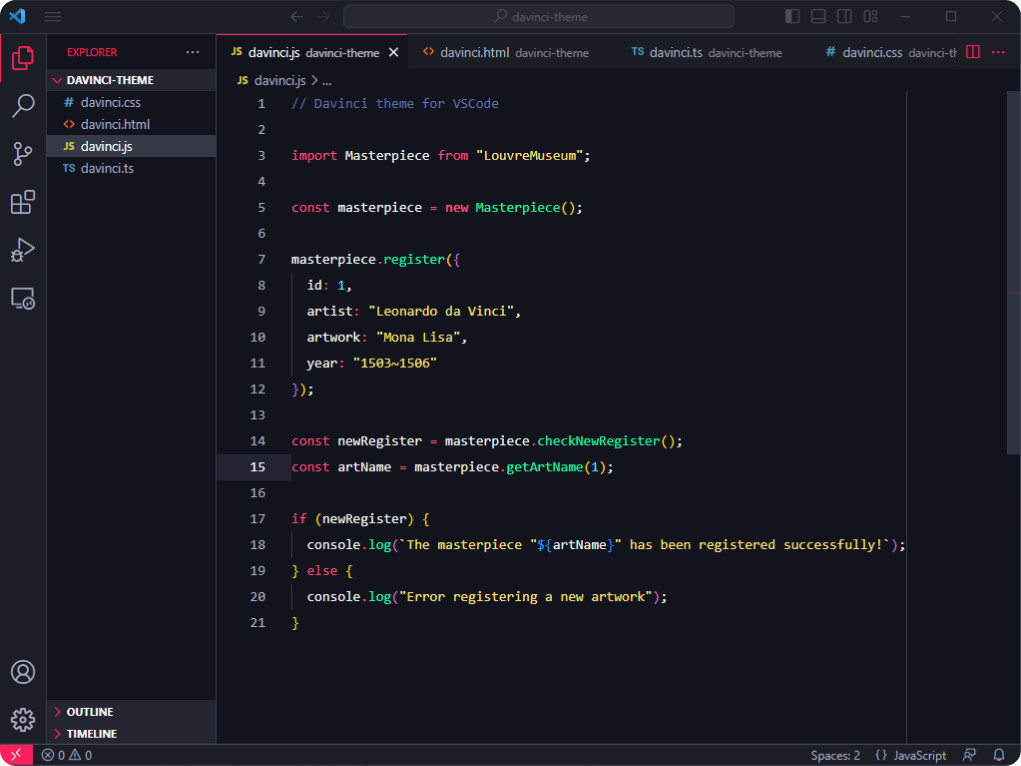 davinci-theme
EXPLORER ...
DAVINCI-THEME
# davinci.css
<> davinci.html
JS davinci.js
TS davinci.ts
OUTLINE
TIMELINE
JS davinci.js davinci-theme
<> davinci.html davinci-theme
TS davinci.ts davinci-theme
# davinci.css davinci-th
...
JS davinci.js > ...
1 // Davinci theme for VSCode
2
3 import Masterpiece from "LouvreMuseum";
4
5 const masterpiece = new Masterpiece();
6
7 masterpiece.register({
8 id: 1,
9 artist: "Leonardo da Vinci",
10 artwork: "Mona Lisa",
11 year: "1503~1506"
12 });
13
14 const newRegister = masterpiece.checkNewRegister();
15 const artName = masterpiece.getArtName(1);
16
17 if (newRegister) {
18 console.log(`The masterpiece "${artName}" has been registered successfully!`);
19 } else {
20 console.log("Error registering a new artwork");
21 }
0 0
Spaces: 2 {} JavaScript